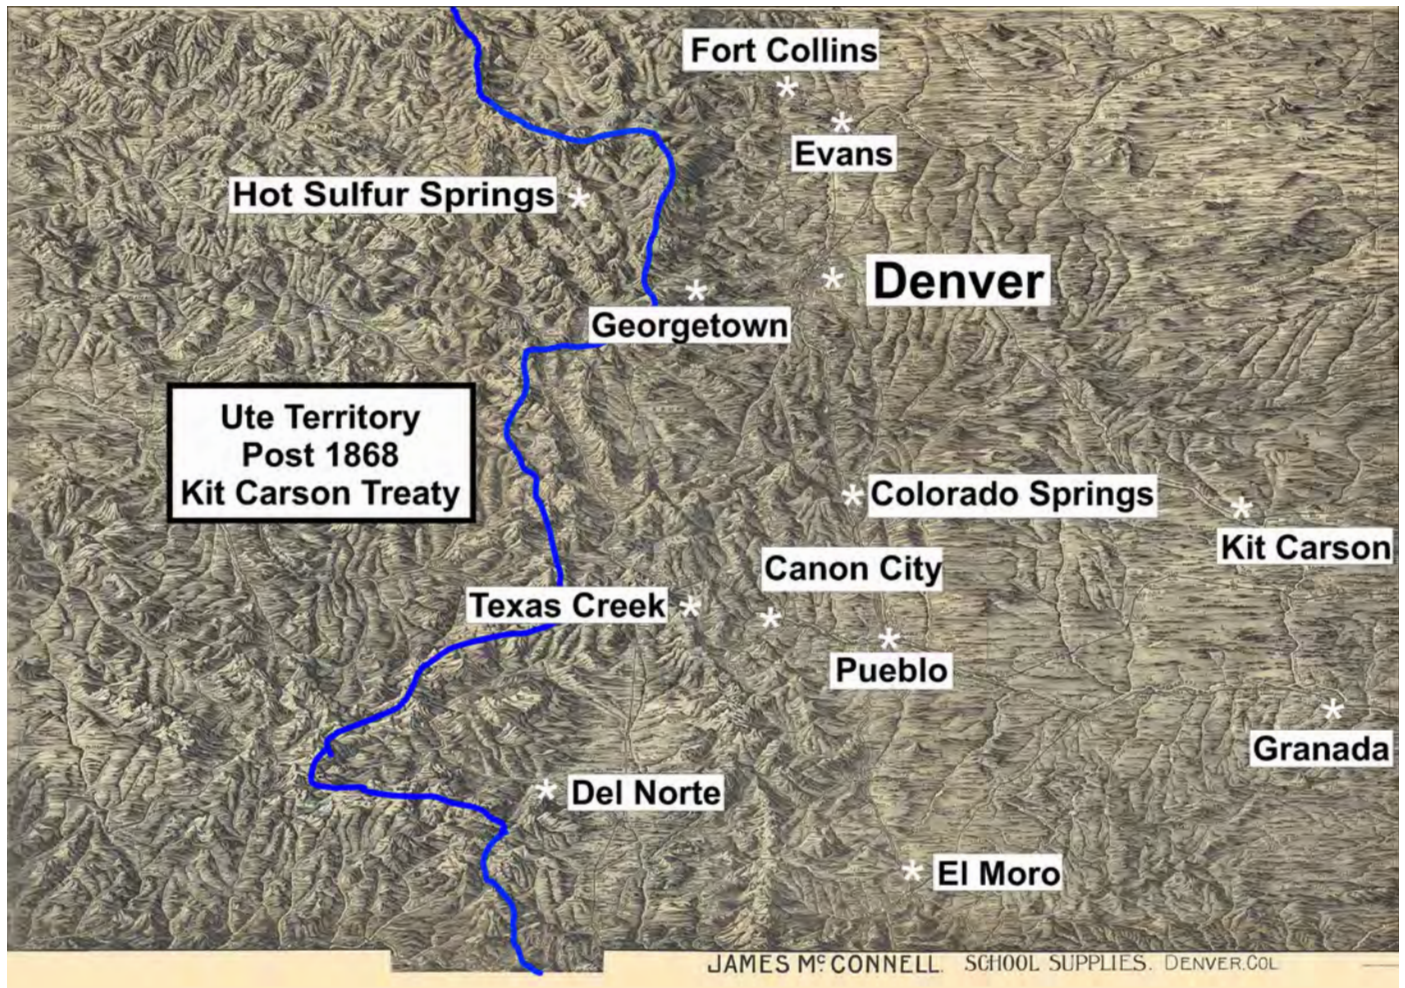 Fort Collins
Evans
Hot Sulfur Springs
Denver
Georgetown
Ute Territory
Post 1868
Kit Carson Treaty
Colorado Springs
Kit Carson
Canon City
Texas Creek
Pueblo
Granada
Del Norte
El Moro
JAMES McCONNELL. SCHOOL SUPPLIES. DENVER.COL